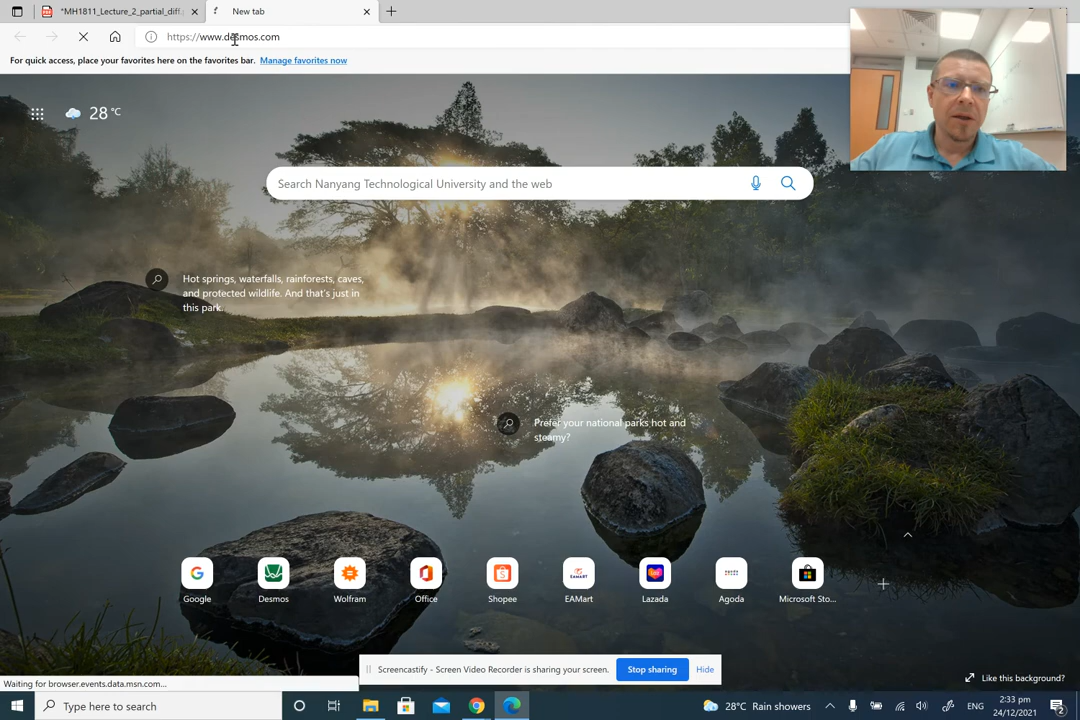 *MH1811_Lecture_2_partial_diff.p
New tab
https://www.desmos.com
For quick access, place your favorites here on the favorites bar. Manage favorites now
28 °C
Search Nanyang Technological University and the web
Hot springs, waterfalls, rainforests, caves,
and protected wildlife. And that's just in
this park.
Prefer your national parks hot and
steamy?
Google
Desmos
Wolfram
Office
Shopee
EAMart
Lazada
Agoda
Microsoft Sto...
Screencastify - Screen Video Recorder is sharing your screen. Stop sharing Hide
Like this background?
Waiting for browser.events.data.msn.com...
Type here to search
28°C Rain showers
ENG
2:33 pm
24/12/2021
2